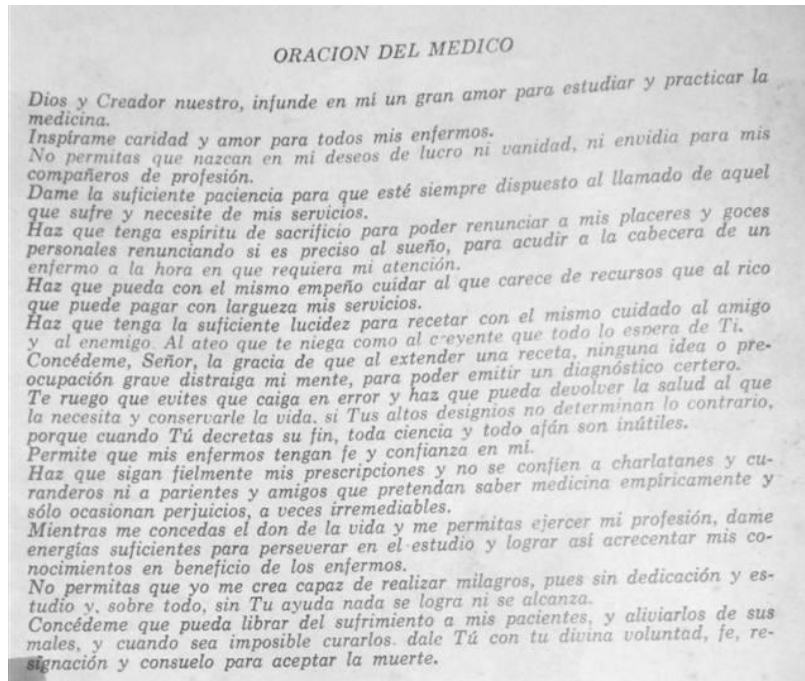 ORACION DEL MEDICO
Dios y Creador nuestro, infunde en mí un gran amor para estudiar y practicar la
medicina.
Inspírame caridad y amor para todos mis enfermos.
No permitas que nazcan en mi deseos de lucro ni vanidad, ni envidia para mis
compañeros de profesión.
Dame la suficiente paciencia para que esté siempre dispuesto al llamado de aquel
que sufre y necesite de mis servicios.
Haz que tenga espíritu de sacrificio para poder renunciar a mis placeres y goces
personales renunciando si es preciso al sueño, para acudir a la cabecera de un
enfermo a la hora en que requiera mi atención.
Haz que pueda con el mismo empeño cuidar al que carece de recursos que al rico
que puede pagar con largueza mis servicios.
Haz que tenga la suficiente lucidez para recetar con el mismo cuidado al amigo
y al enemigo. Al ateo que te niega como al creyente que todo lo espera de Ti.
Concédeme, Señor, la gracia de que al extender una receta, ninguna idea o pre-
ocupación grave distraiga mi mente, para poder emitir un diagnóstico certero.
Te ruego que evites que caiga en error y haz que pueda devolver la salud al que
la necesita y conservarle la vida, si Tus altos designios no determinan lo contrario,
porque cuando Tú decretas su fin, toda ciencia y todo afán son inútiles.
Permite que mis enfermos tengan fe y confianza en mí.
Haz que sigan fielmente mis prescripciones y no se confíen a charlatanes y cu-
randeros ni a parientes y amigos que pretendan saber medicina empíricamente y
sólo ocasionan perjuicios, a veces irremediables.
Mientras me concedas el don de la vida y me permitas ejercer mi profesión, dame
energías suficientes para perseverar en el estudio y lograr así acrecentar mis co-
nocimientos en beneficio de los enfermos.
No permitas que yo me crea capaz de realizar milagros, pues sin dedicación y es-
tudio y, sobre todo, sin Tu ayuda nada se logra ni se alcanza.
Concédeme que pueda librar del sufrimiento a mis pacientes, y aliviarlos de sus
males, y cuando sea imposible curarlos, dale Tú con tu divina voluntad, fe, re-
signación y consuelo para aceptar la muerte.